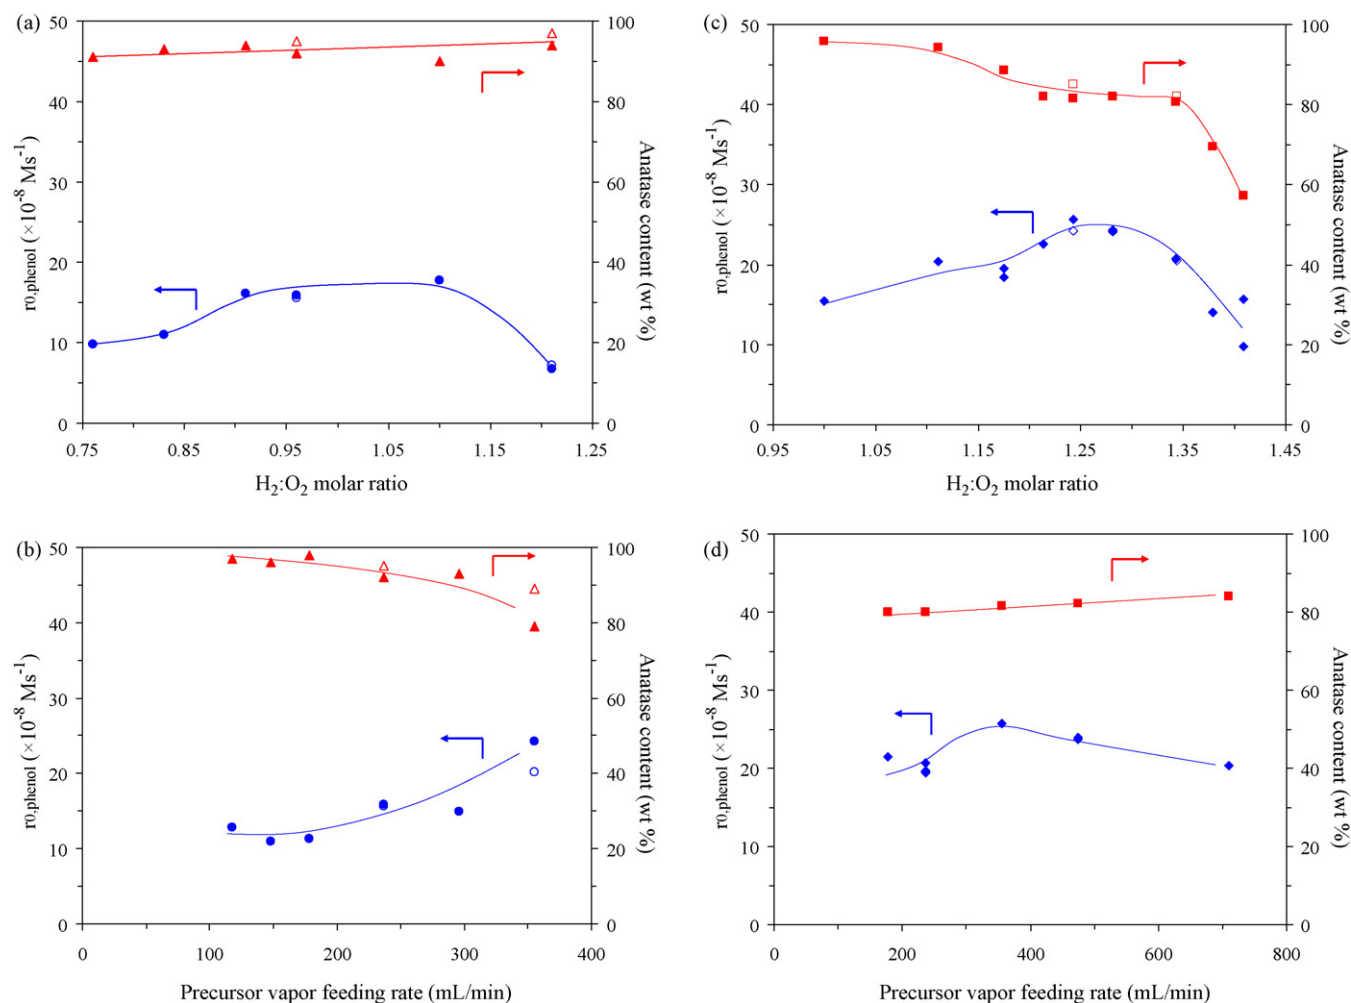 (a)
50
40
30
20
10
0
r0,phenol (×10-8 Ms-1)
100
80
60
40
20
0
Anatase content (wt %)
0.75 0.85 0.95 1.05 1.15 1.25
H2:O2 molar ratio
(c)
50
40
30
20
10
0
r0,phenol (×10-8 Ms-1)
100
80
60
40
20
0
Anatase content (wt %)
0.95 1.05 1.15 1.25 1.35 1.45
H2:O2 molar ratio
(b)
50
40
30
20
10
0
r0,phenol (×10-8 Ms-1)
100
80
60
40
20
0
Anatase content (wt %)
0 100 200 300 400
Precursor vapor feeding rate (mL/min)
(d)
50
40
30
20
10
0
r0,phenol (×10-8 Ms-1)
100
80
60
40
20
0
Anatase content (wt %)
0 200 400 600 800
Precursor vapor feeding rate (mL/min)